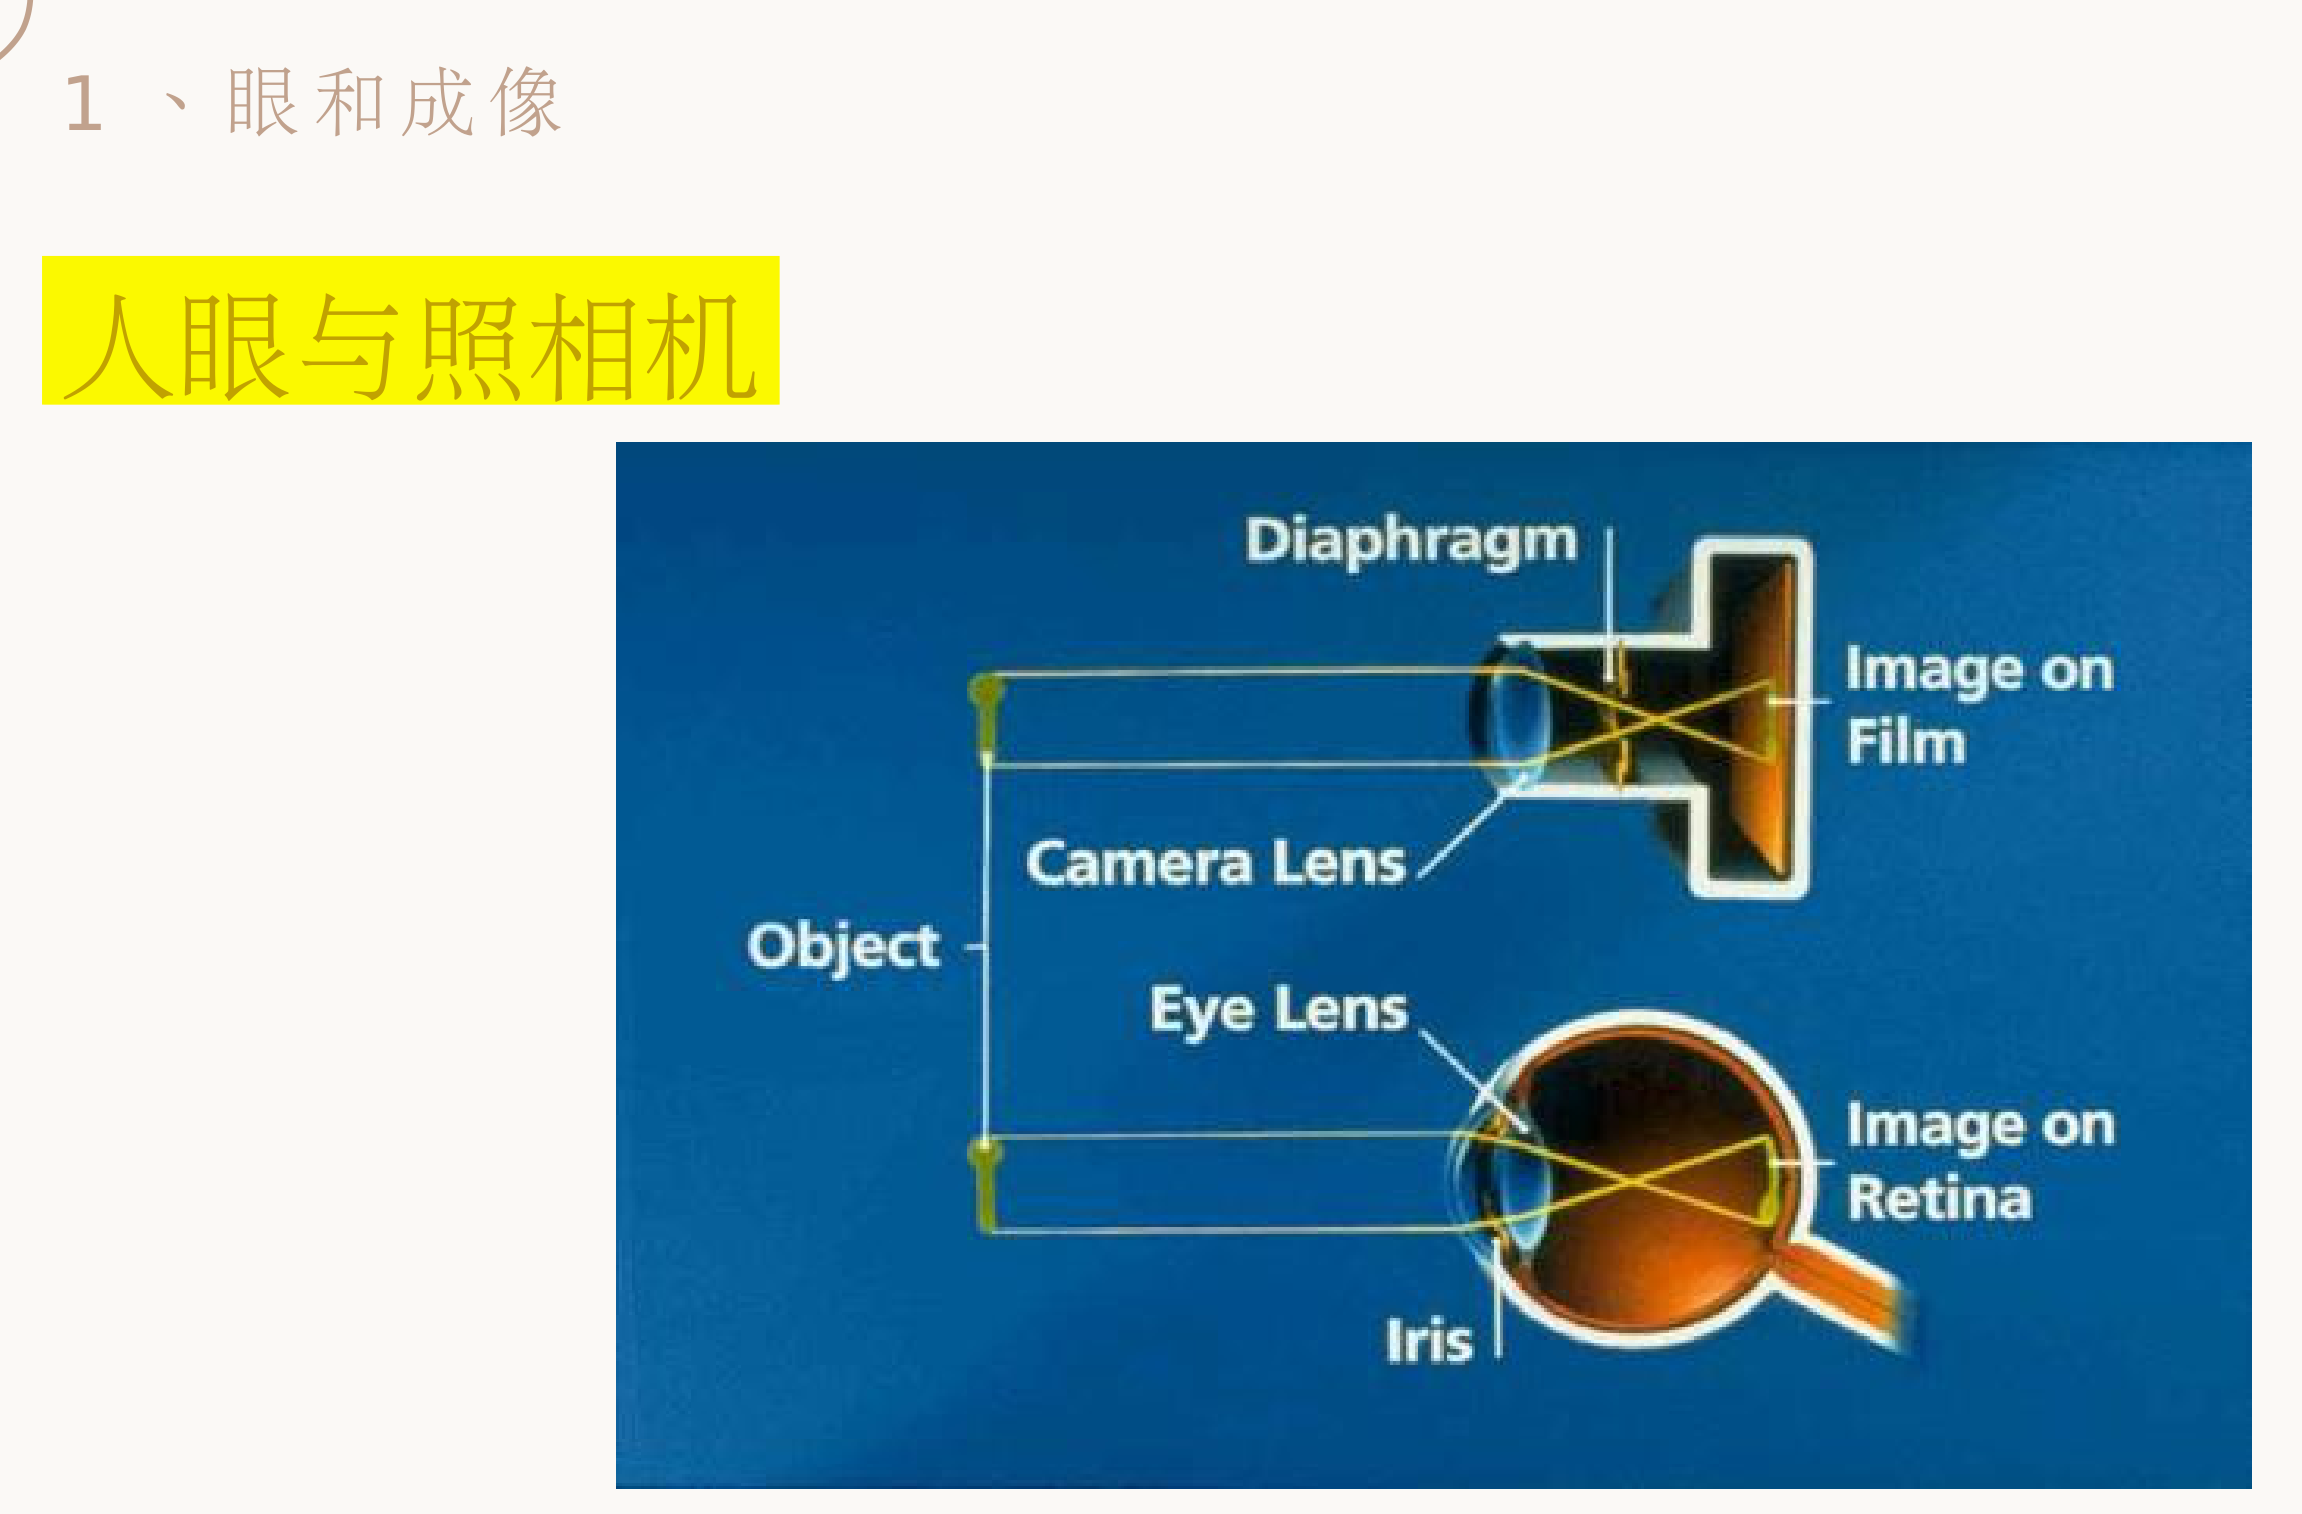 1、眼和成像
人眼与照相机
Diaphragm
Image on
Film
Camera Lens
Object
Eye Lens
Image on
Retina
Iris